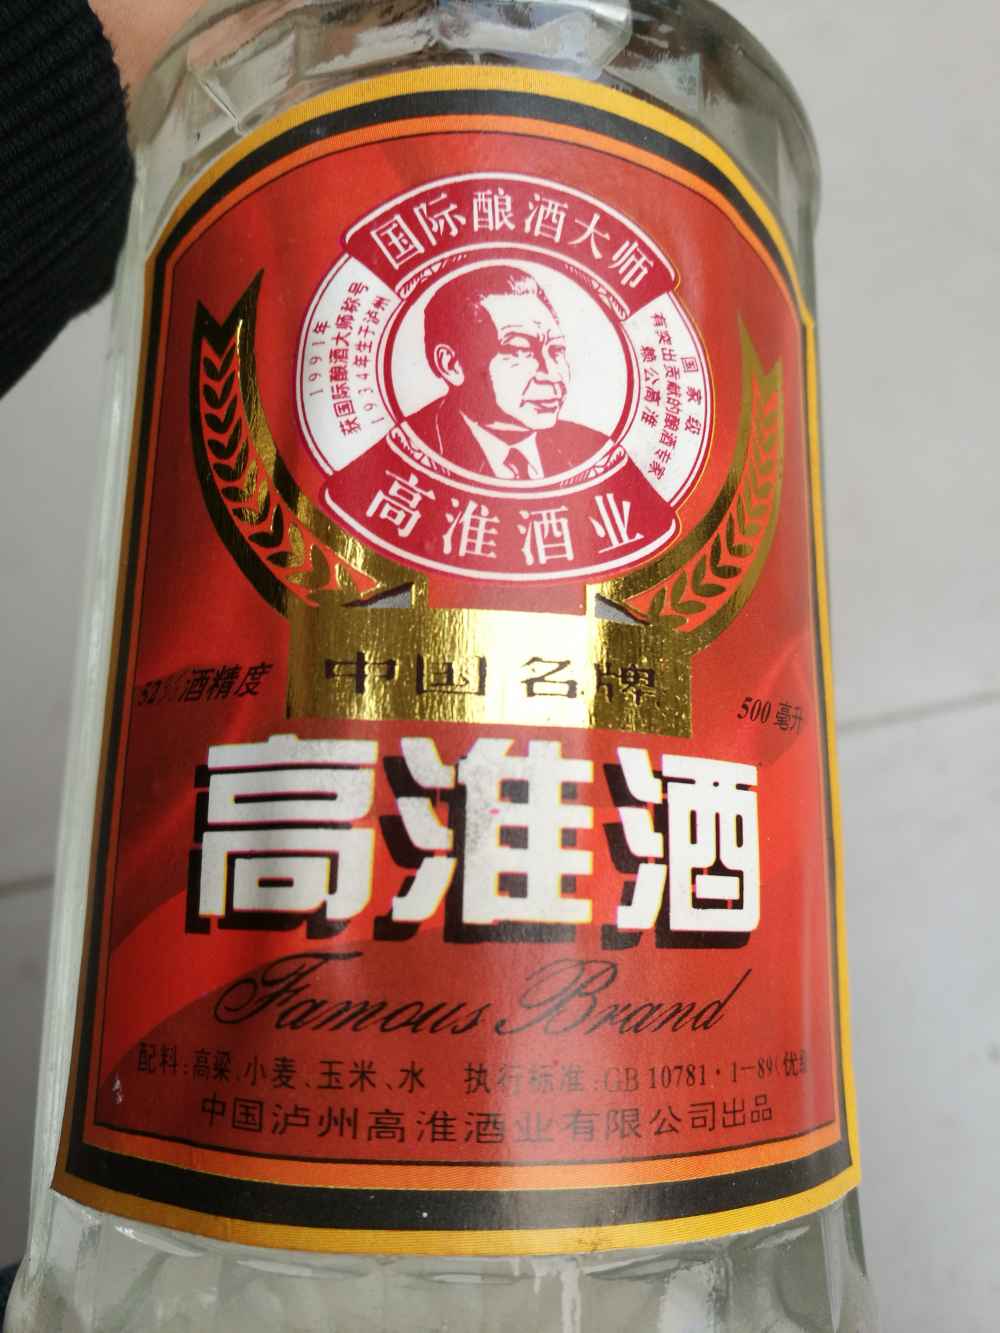 国际酿酒大师
1991年
获国际酿酒大师称号
1934年生于泸州
国家级
有突出贡献的酿酒专家
赖公高淮
高淮酒业
中国名牌
52%酒精度
500毫升
高淮酒
Famous Brand
配料:高粱、小麦、玉米、水 执行标准:GB 10781·1-89(优级
中国泸州高淮酒业有限公司出品